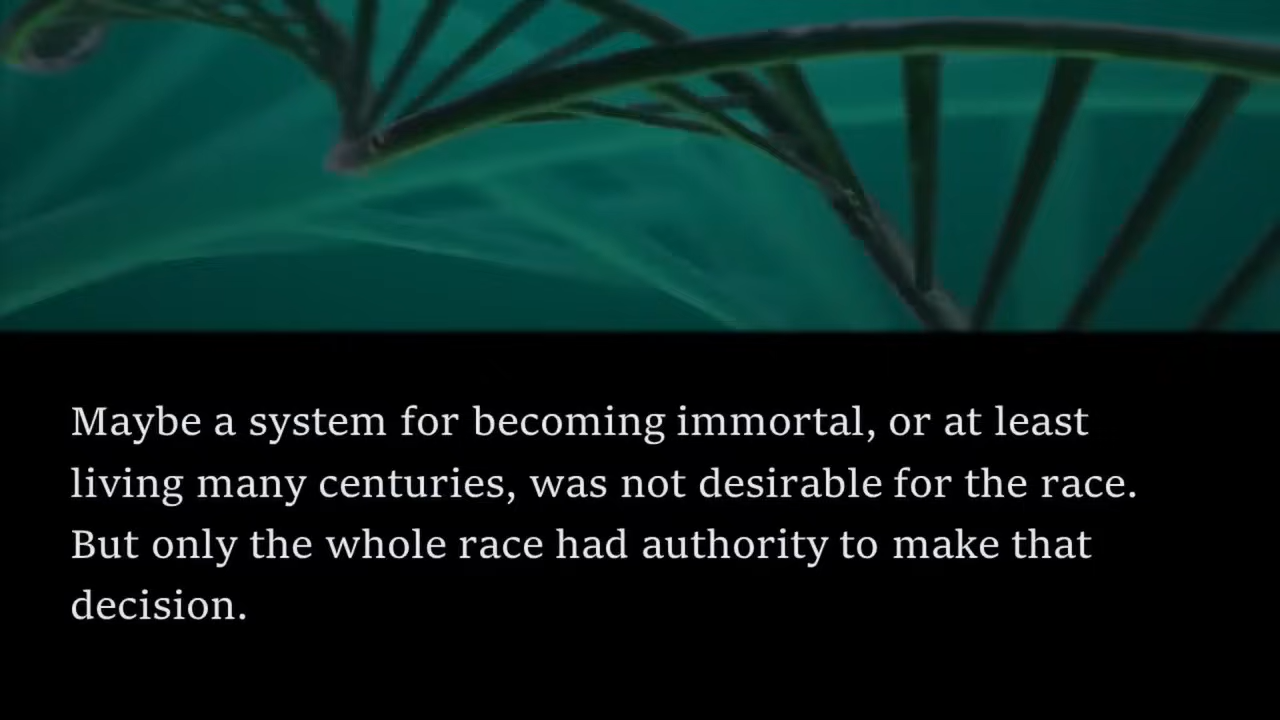 Maybe a system for becoming immortal, or at least
living many centuries, was not desirable for the race.
But only the whole race had authority to make that
decision.